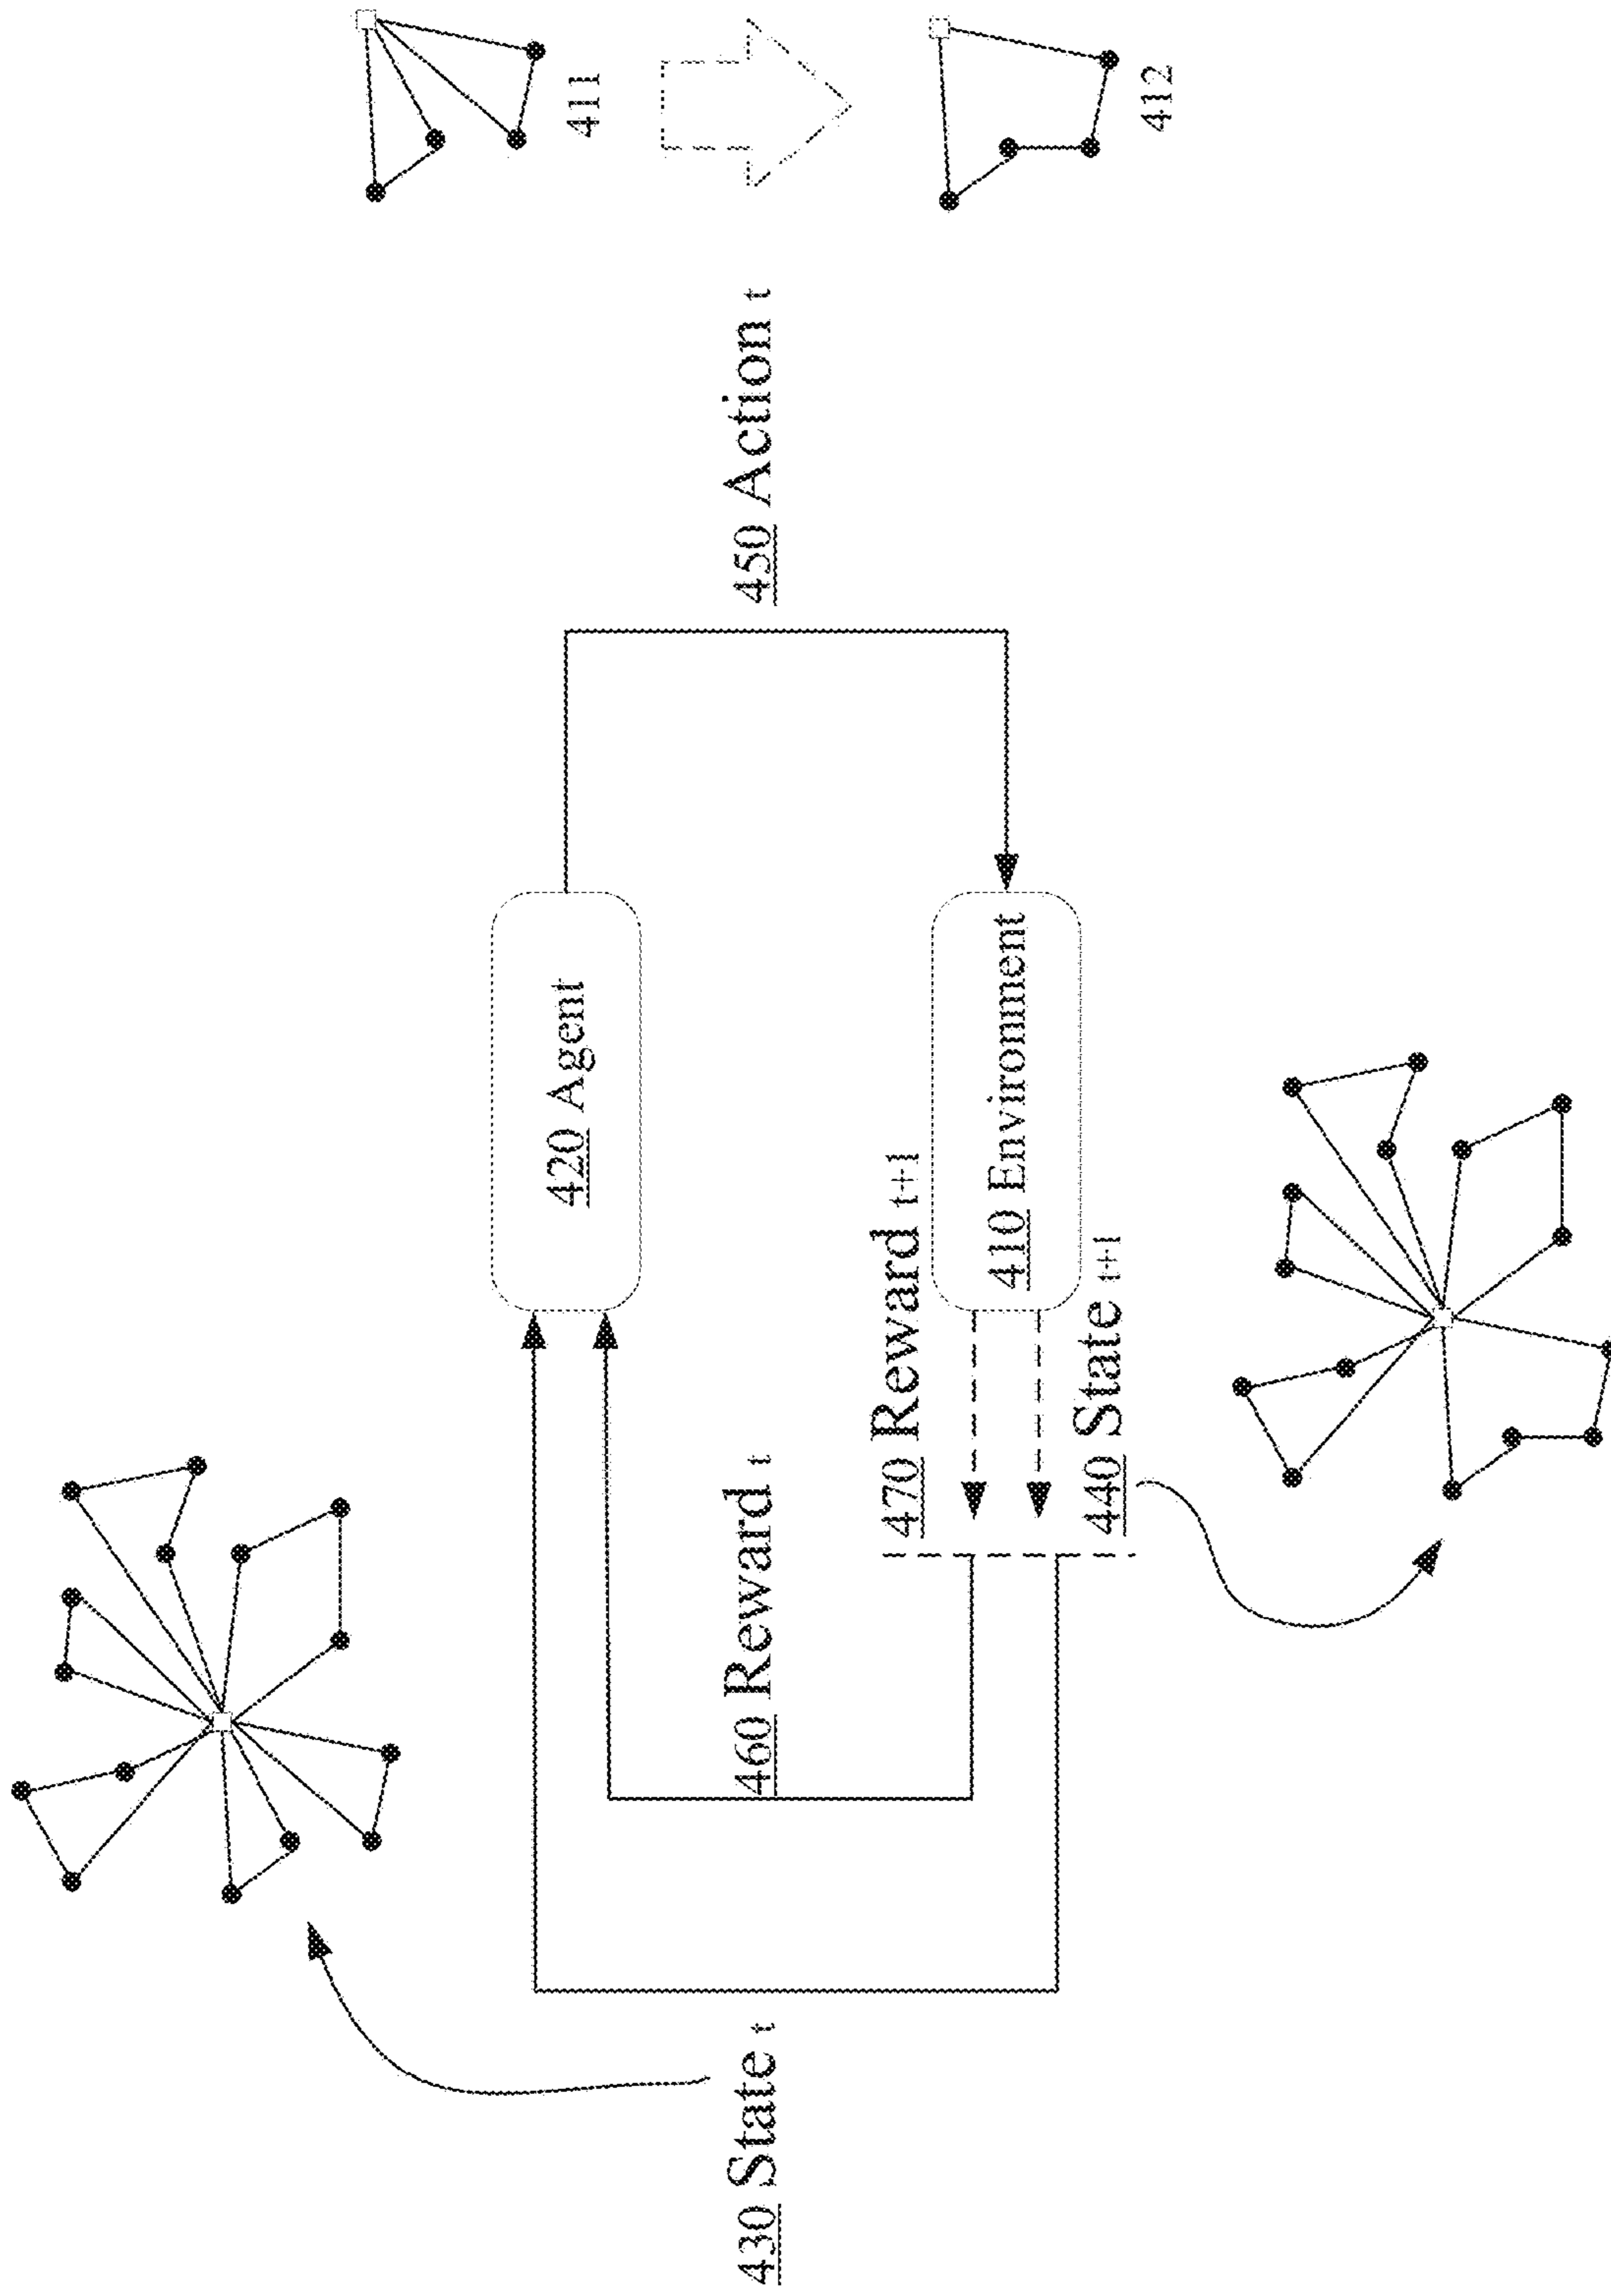 430 State t
460 Reward t
420 Agent
450 Action t
411
470 Reward t+1
410 Environment
440 State t+1
412